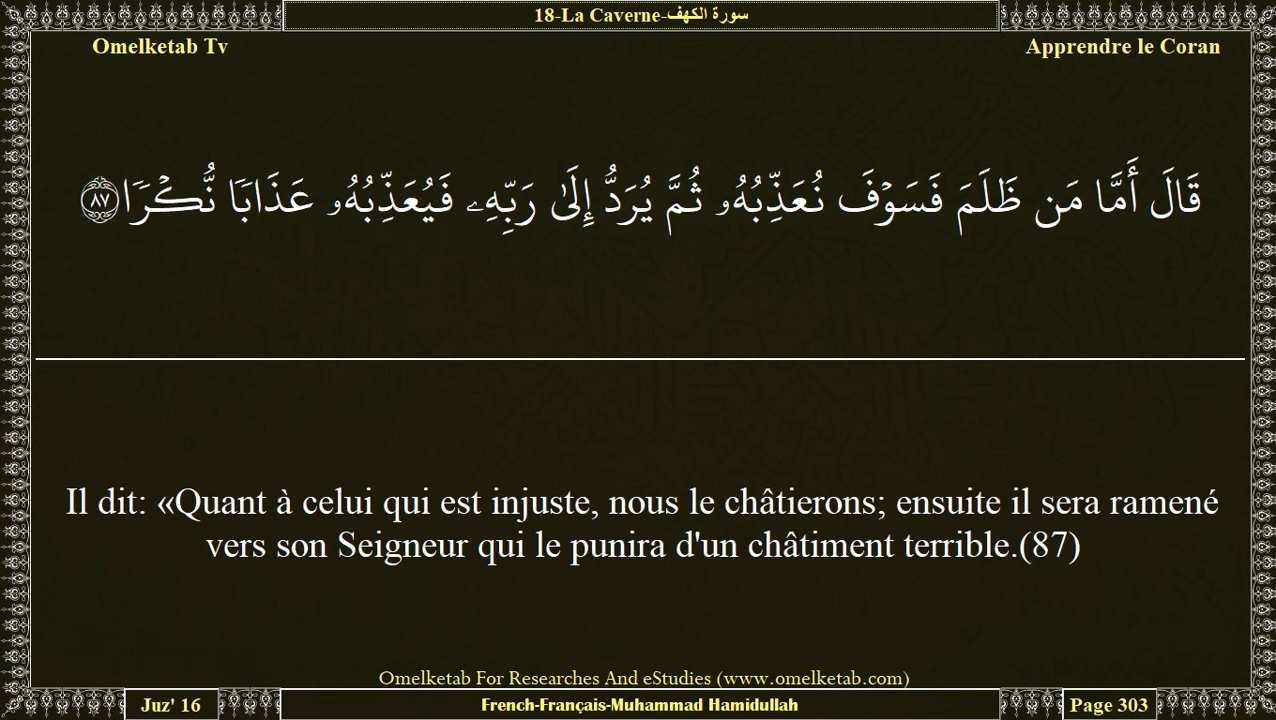 18-La Caverne-سورة الكهف
Omelketab Tv
Apprendre le Coran
قَالَ أَمَّا مَن ظَلَمَ فَسَوۡفَ نُعَذِّبُهُۥ ثُمَّ يُرَدُّ إِلَىٰ رَبِّهِۦ فَيُعَذِّبُهُۥ عَذَابٗا نُّكۡرٗا ٨٧
Il dit: «Quant à celui qui est injuste, nous le châtierons; ensuite il sera ramené
vers son Seigneur qui le punira d'un châtiment terrible.(87)
Omelketab For Researches And eStudies (www.omelketab.com)
Juz' 16
French-Français-Muhammad Hamidullah
Page 303